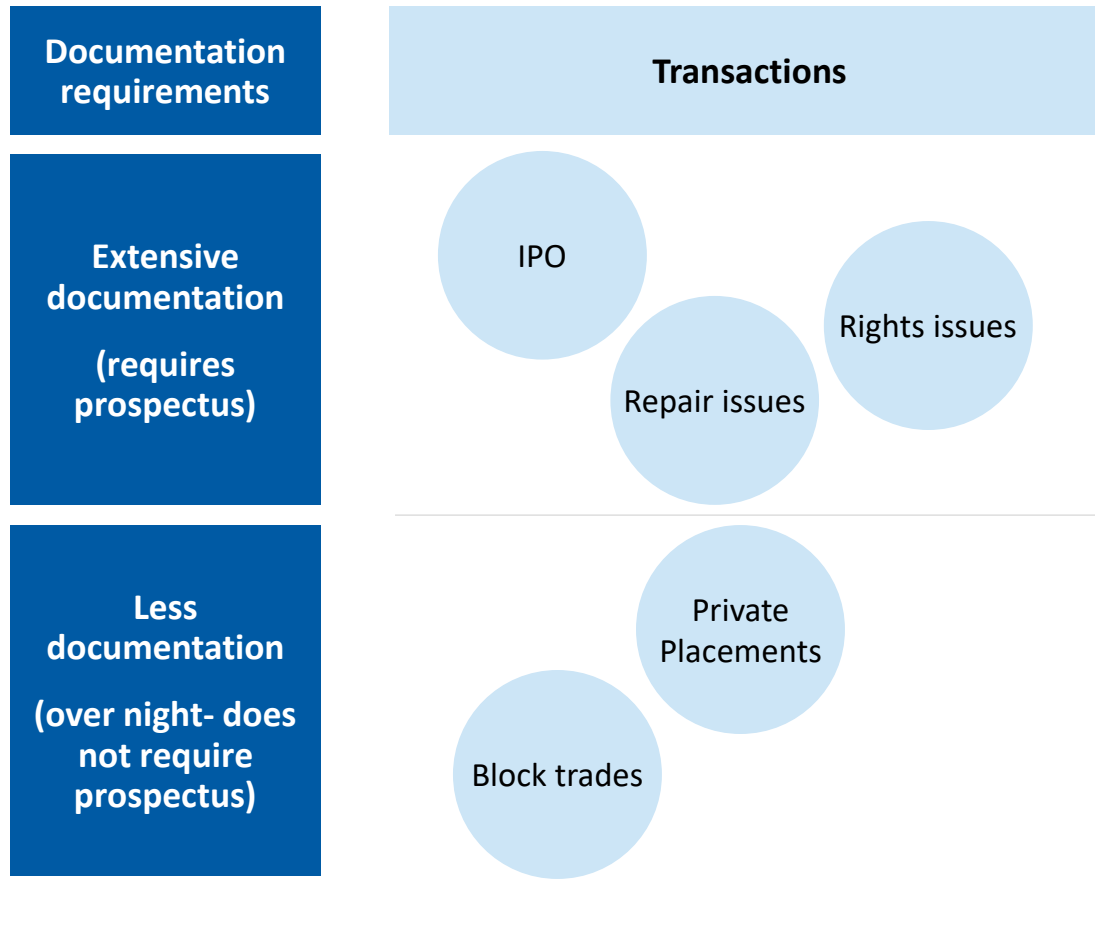 Documentation
requirements
Transactions
Extensive
documentation
(requires
prospectus)
IPO
Rights issues
Repair issues
Less
documentation
(over night- does
not require
prospectus)
Private
Placements
Block trades